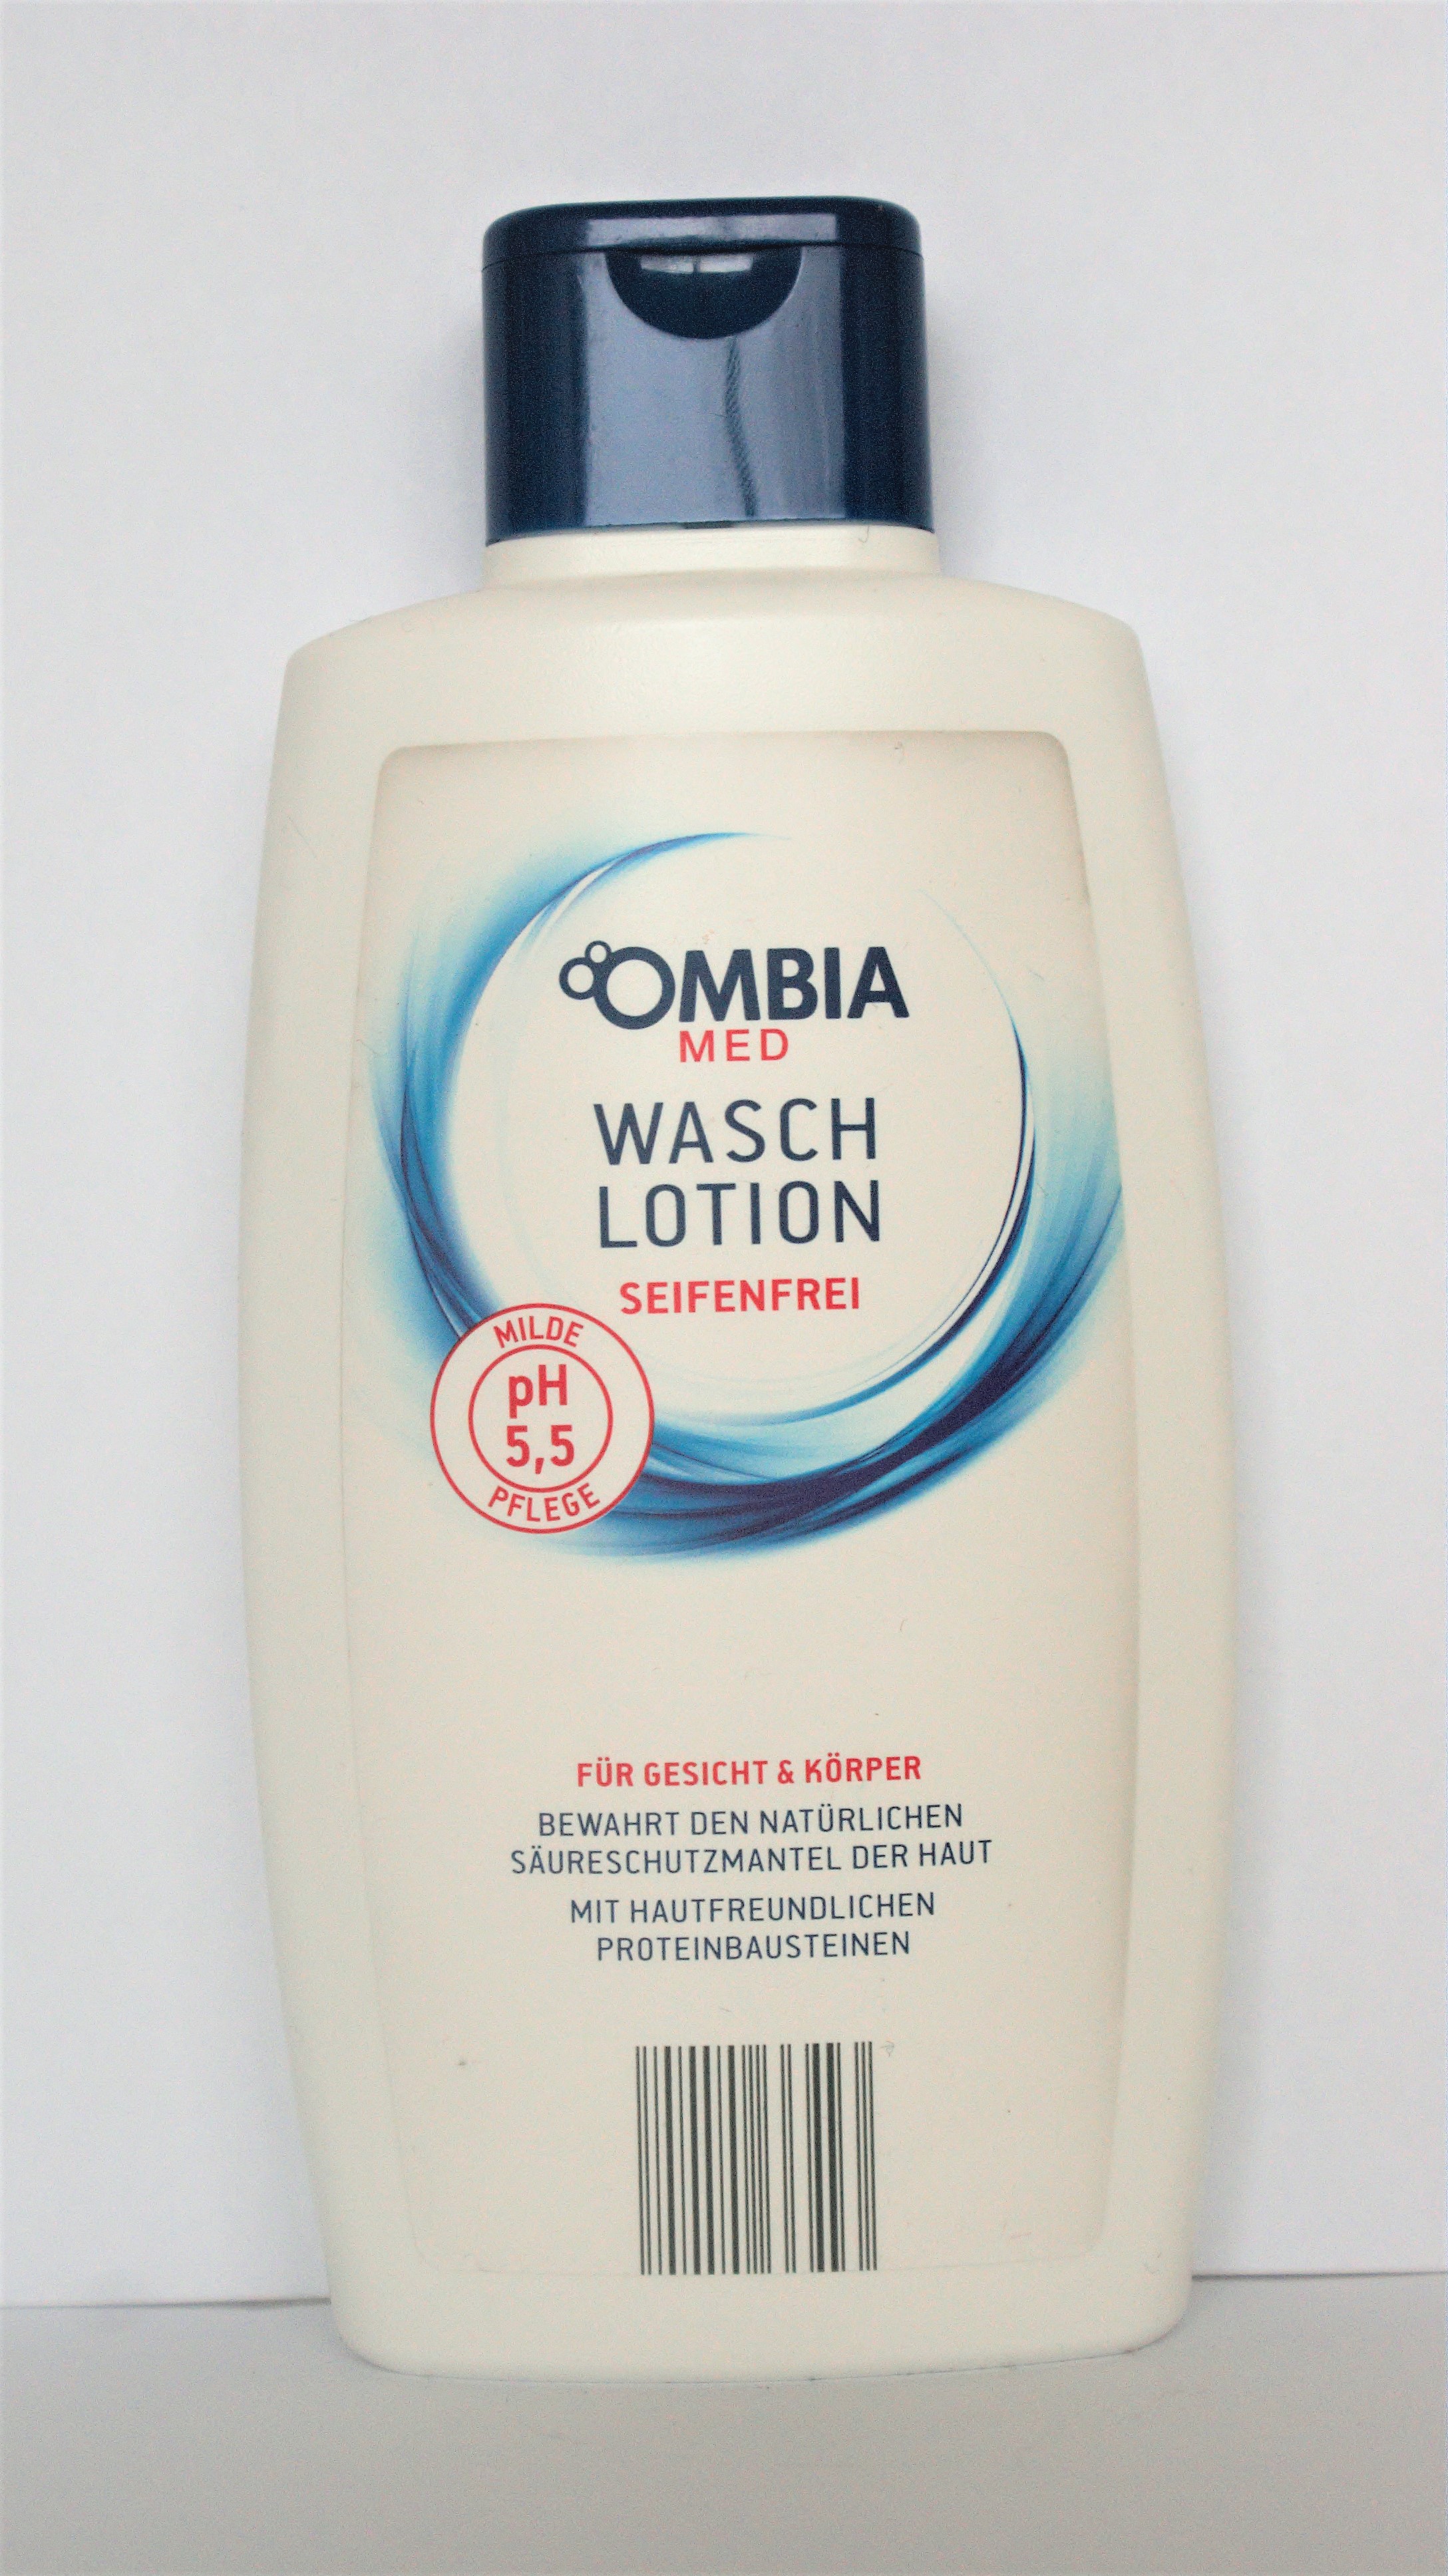 OMBIA
MED
WASCH
LOTION
SEIFENFREI
MILDE
pH
5,5
PFLEGE
FÜR GESICHT & KÖRPER
BEWAHRT DEN NATÜRLICHEN
SÄURESCHUTZMANTEL DER HAUT
MIT HAUTFREUNDLICHEN
PROTEINBAUSTEINEN